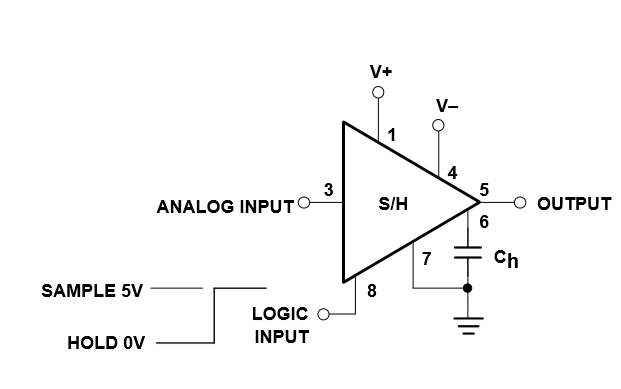 V+
V–
1
4
3
5
ANALOG INPUT
S/H
OUTPUT
6
7
Ch
8
SAMPLE 5V
LOGIC
INPUT
HOLD 0V